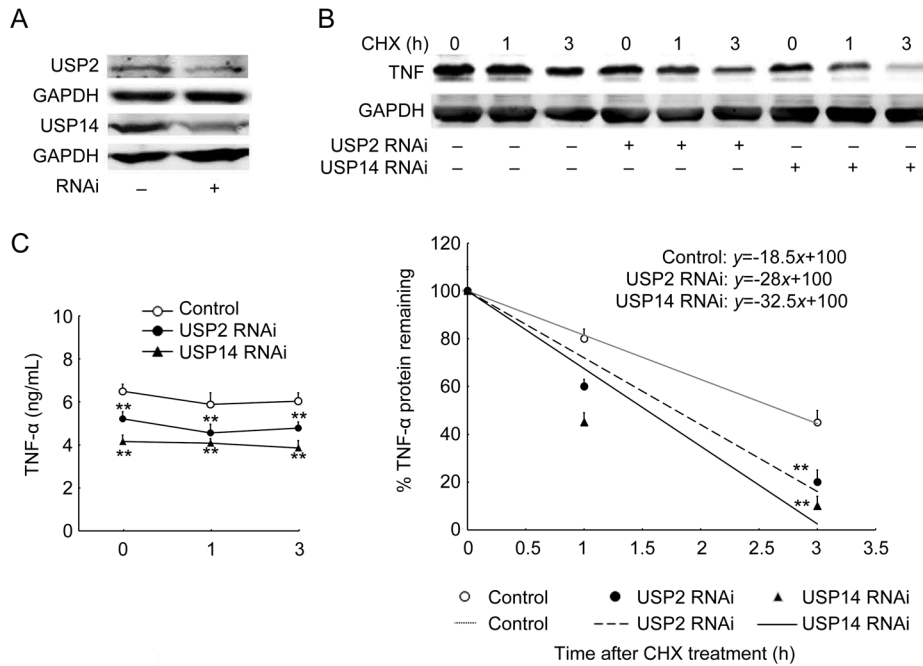 A
USP2
GAPDH
USP14
GAPDH
RNAi – +
B
CHX (h) 0 1 3 0 1 3 0 1 3
TNF
GAPDH
USP2 RNAi – – – + + + – – –
USP14 RNAi – – – – – – + + +
C
Control
USP2 RNAi
USP14 RNAi
TNF-α (ng/mL)
10
8
6
4
2
0
** ** **
** ** **
0 1 3
% TNF-α protein remaining
120
100
80
60
40
20
0
Control: y=-18.5x+100
USP2 RNAi: y=-28x+100
USP14 RNAi: y=-32.5x+100
**
**
0 0.5 1 1.5 2 2.5 3 3.5
Control USP2 RNAi USP14 RNAi
Control USP2 RNAi USP14 RNAi
Time after CHX treatment (h)